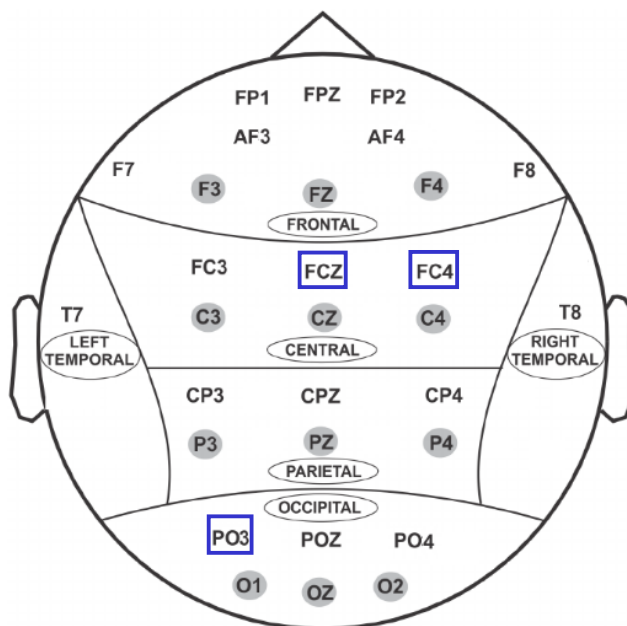 FP1 FPZ FP2
AF3 AF4
F7 F8
F3 FZ F4
FRONTAL
FC3 FCZ FC4
T7 C3 CZ C4 T8
LEFT TEMPORAL
CENTRAL
RIGHT TEMPORAL
CP3 CPZ CP4
P3 PZ P4
PARIETAL
OCCIPITAL
PO3 POZ PO4
O1 OZ O2